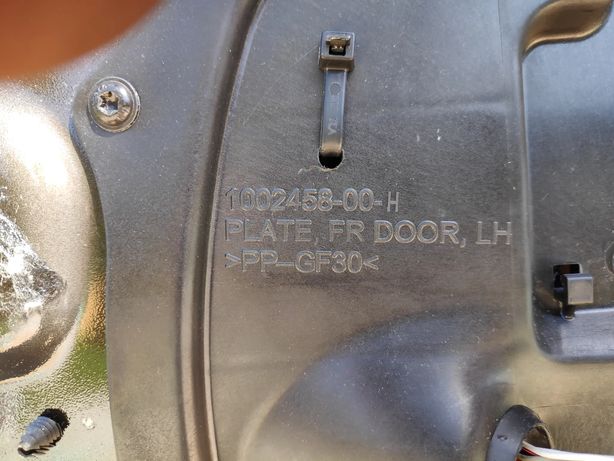 1002458-00-H
PLATE, FR DOOR, LH
>PP-GF30<